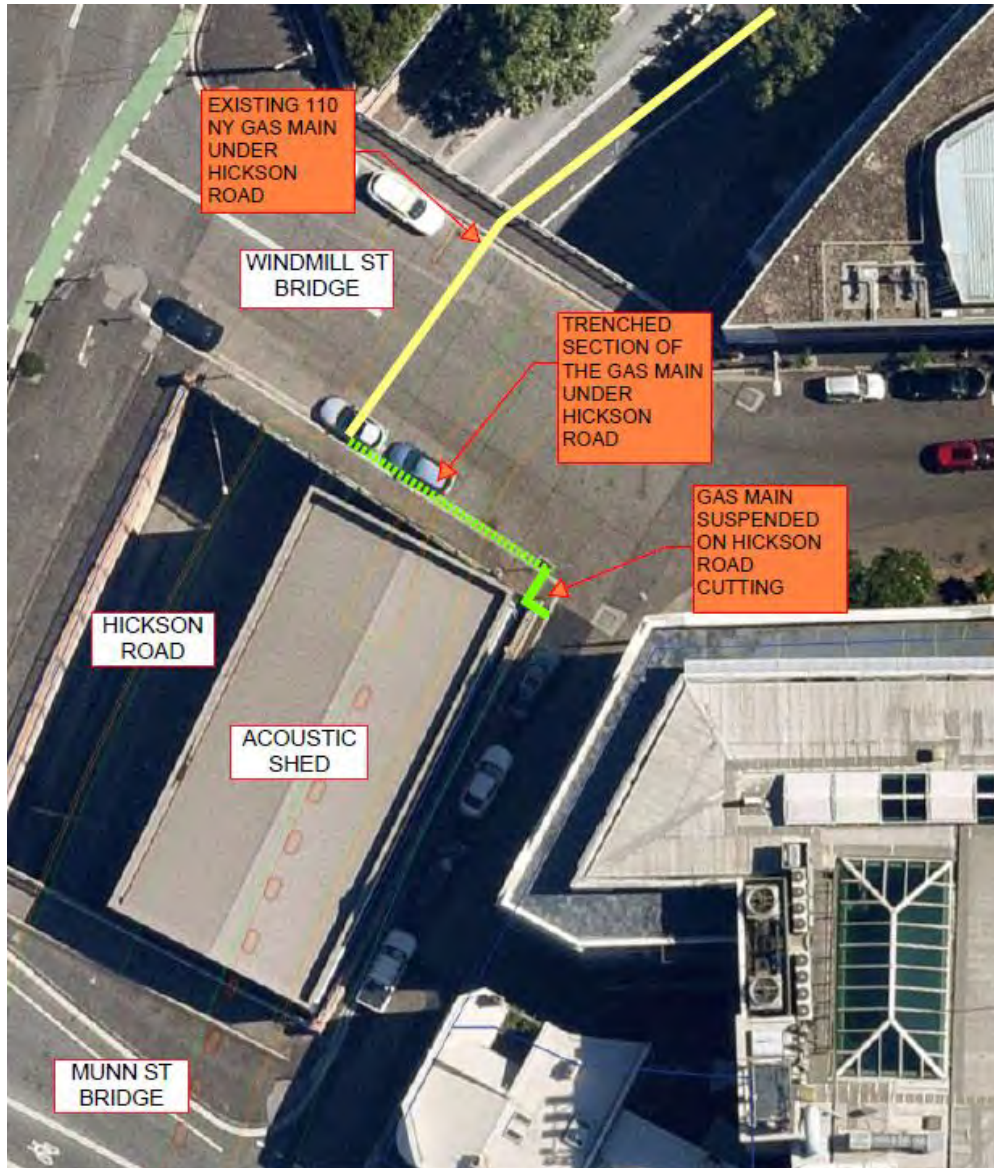 EXISTING 110
NY GAS MAIN
UNDER
HICKSON
ROAD
WINDMILL ST
BRIDGE
TRENCHED
SECTION OF
THE GAS MAIN
UNDER
HICKSON
ROAD
GAS MAIN
SUSPENDED
ON HICKSON
ROAD
CUTTING
HICKSON
ROAD
ACOUSTIC
SHED
MUNN ST
BRIDGE